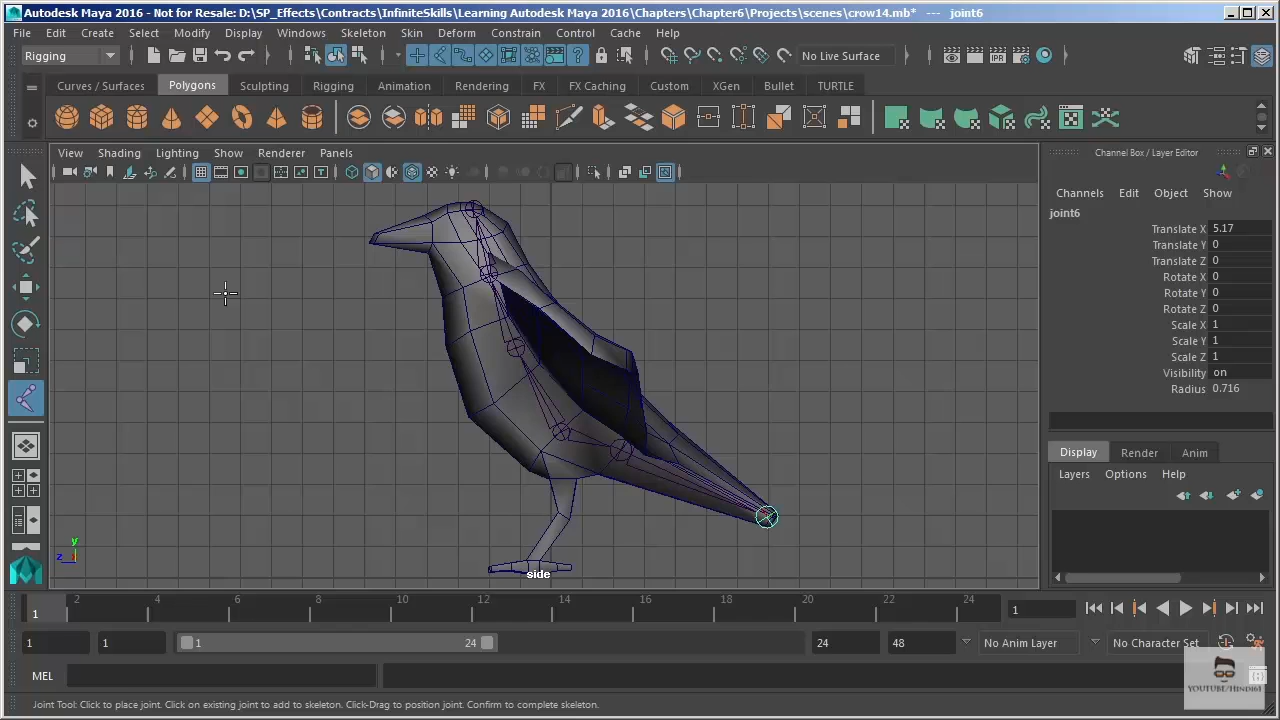 Autodesk Maya 2016 - Not for Resale: D:\SP_Effects\Contracts\InfiniteSkills\Learning Autodesk Maya 2016\Chapters\Chapter6\Projects\scenes\crow14.mb*   ---   joint6
File Edit Create Select Modify Display Windows Skeleton Skin Deform Constrain Control Cache Help
Rigging No Live Surface
Curves / Surfaces Polygons Sculpting Rigging Animation Rendering FX FX Caching Custom XGen Bullet TURTLE
View Shading Lighting Show Renderer Panels
IPR
Channel Box / Layer Editor
Channels Edit Object Show
joint6
Translate X 5.17
Translate Y 0
Translate Z 0
Rotate X 0
Rotate Y 0
Rotate Z 0
Scale X 1
Scale Y 1
Scale Z 1
Visibility on
Radius 0.716
Display Render Anim
Layers Options Help
y
z
side
1 2 4 6 8 10 12 14 16 18 20 22 24 1
1 1 1 24 24 48 No Anim Layer No Character Set
MEL
YOUTUBE/HINDI61
Joint Tool: Click to place joint. Click on existing joint to add to skeleton. Click-Drag to position joint. Confirm to complete skeleton.